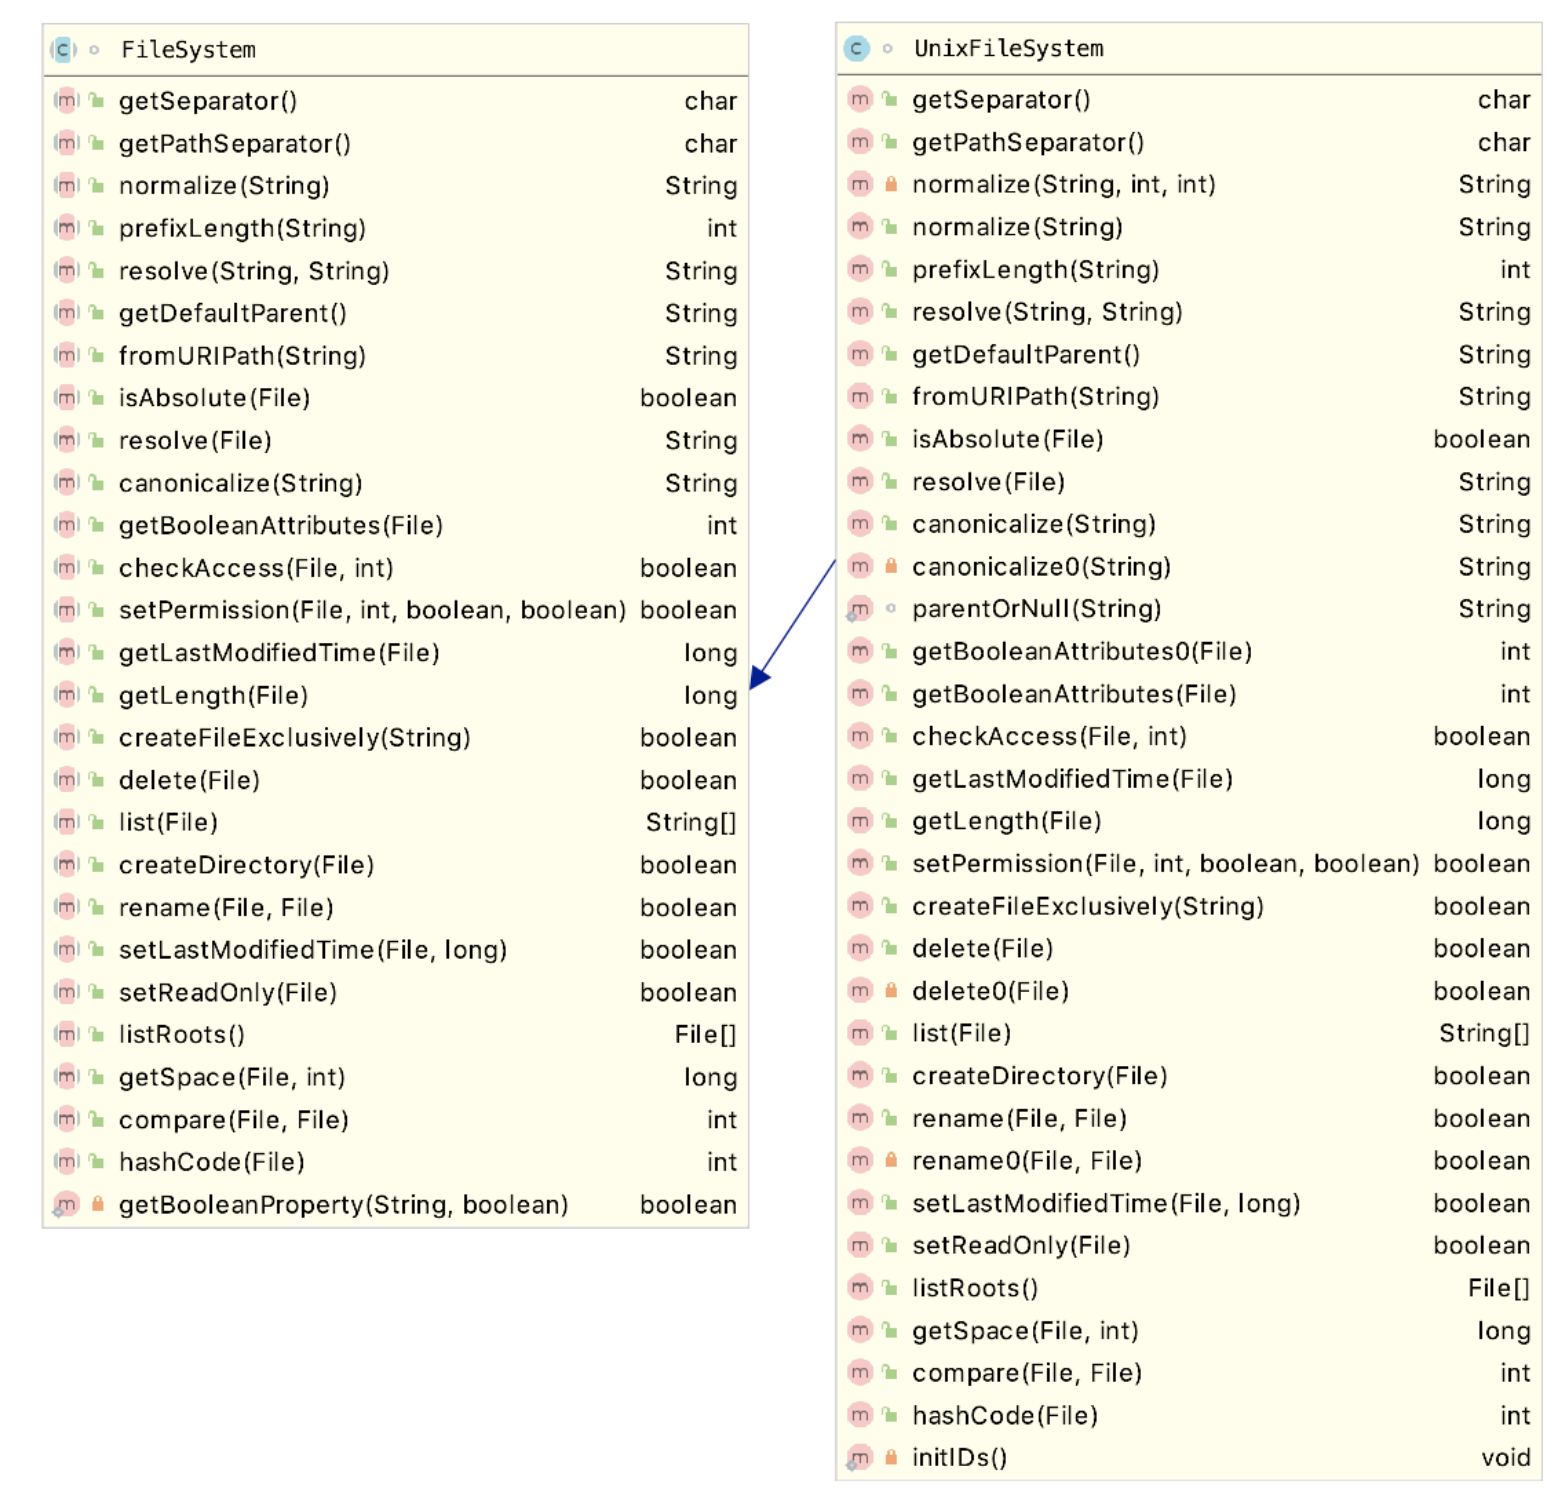 FileSystem
getSeparator() char
getPathSeparator() char
normalize(String) String
prefixLength(String) int
resolve(String, String) String
getDefaultParent() String
fromURIPath(String) String
isAbsolute(File) boolean
resolve(File) String
canonicalize(String) String
getBooleanAttributes(File) int
checkAccess(File, int) boolean
setPermission(File, int, boolean, boolean) boolean
getLastModifiedTime(File) long
getLength(File) long
createFileExclusively(String) boolean
delete(File) boolean
list(File) String[]
createDirectory(File) boolean
rename(File, File) boolean
setLastModifiedTime(File, long) boolean
setReadOnly(File) boolean
listRoots() File[]
getSpace(File, int) long
compare(File, File) int
hashCode(File) int
getBooleanProperty(String, boolean) boolean
UnixFileSystem
getSeparator() char
getPathSeparator() char
normalize(String, int, int) String
normalize(String) String
prefixLength(String) int
resolve(String, String) String
getDefaultParent() String
fromURIPath(String) String
isAbsolute(File) boolean
resolve(File) String
canonicalize(String) String
canonicalize0(String) String
parentOrNull(String) String
getBooleanAttributes0(File) int
getBooleanAttributes(File) int
checkAccess(File, int) boolean
getLastModifiedTime(File) long
getLength(File) long
setPermission(File, int, boolean, boolean) boolean
createFileExclusively(String) boolean
delete(File) boolean
delete0(File) boolean
list(File) String[]
createDirectory(File) boolean
rename(File, File) boolean
rename0(File, File) boolean
setLastModifiedTime(File, long) boolean
setReadOnly(File) boolean
listRoots() File[]
getSpace(File, int) long
compare(File, File) int
hashCode(File) int
initIDs() void